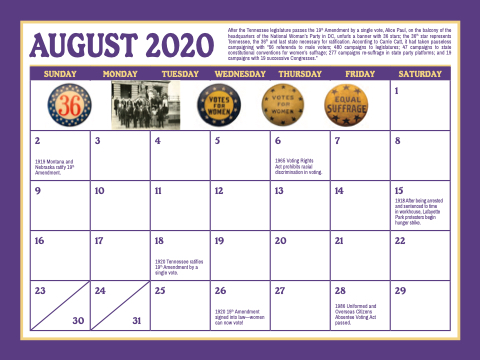 AUGUST 2020
After the Tennessee legislature passes the 19th Amendment by a single vote, Alice Paul, on the balcony of the
headquarters of the National Woman's Party in DC, unfurls a banner with 36 stars; the 36th star represents
Tennessee, the 36th and last state necessary for ratification. According to Carrie Catt, it had taken pauseless
campaigning with "56 referenda to male voters; 480 campaigns to legislatures; 47 campaigns to state
constitutional conventions for suffrage; 277 campaigns to state party platforms; and 19
campaigns with 19 successive Congresses."
SUNDAY MONDAY TUESDAY WEDNESDAY THURSDAY FRIDAY SATURDAY
36
VOTES FOR WOMEN
VOTES FOR WOMEN
EQUAL SUFFRAGE
1
2 3 4 5 6 7 8
1919 Montana and
Nebraska ratify 19th
Amendment.
1965 Voting Rights
Act prohibits racial
discrimination in voting.
9 10 11 12 13 14 15
1918 After being arrested
and sentenced to time
in workhouse, Lafayette
Park protesters begin
hunger strike.
16 17 18 19 20 21 22
1920 Tennessee ratifies
19th Amendment by a
single vote.
23 30 24 31 25 26 27 28 29
1920 19th Amendment
signed into law—women
can now vote!
1986 Uniformed and
Overseas Citizens
Absentee Voting Act
passed.